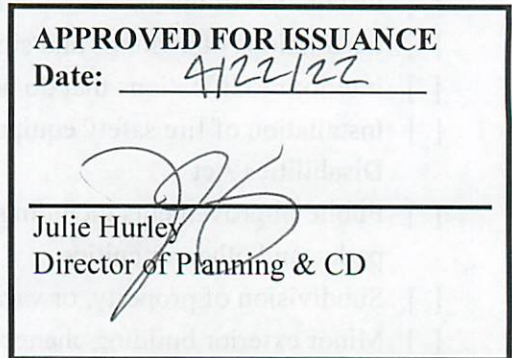 APPROVED FOR ISSUANCE
Date: 4/22/22
Julie Hurley
Director of Planning & CD